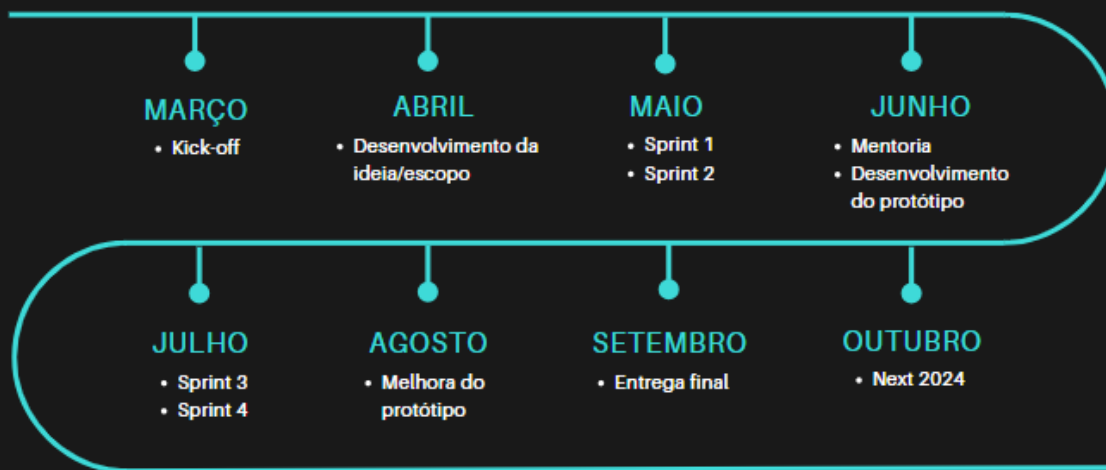 MARÇO
• Kick-off
ABRIL
• Desenvolvimento da
ideia/escopo
MAIO
• Sprint 1
• Sprint 2
JUNHO
• Mentoria
• Desenvolvimento
do protótipo
JULHO
• Sprint 3
• Sprint 4
AGOSTO
• Melhora do
protótipo
SETEMBRO
• Entrega final
OUTUBRO
• Next 2024